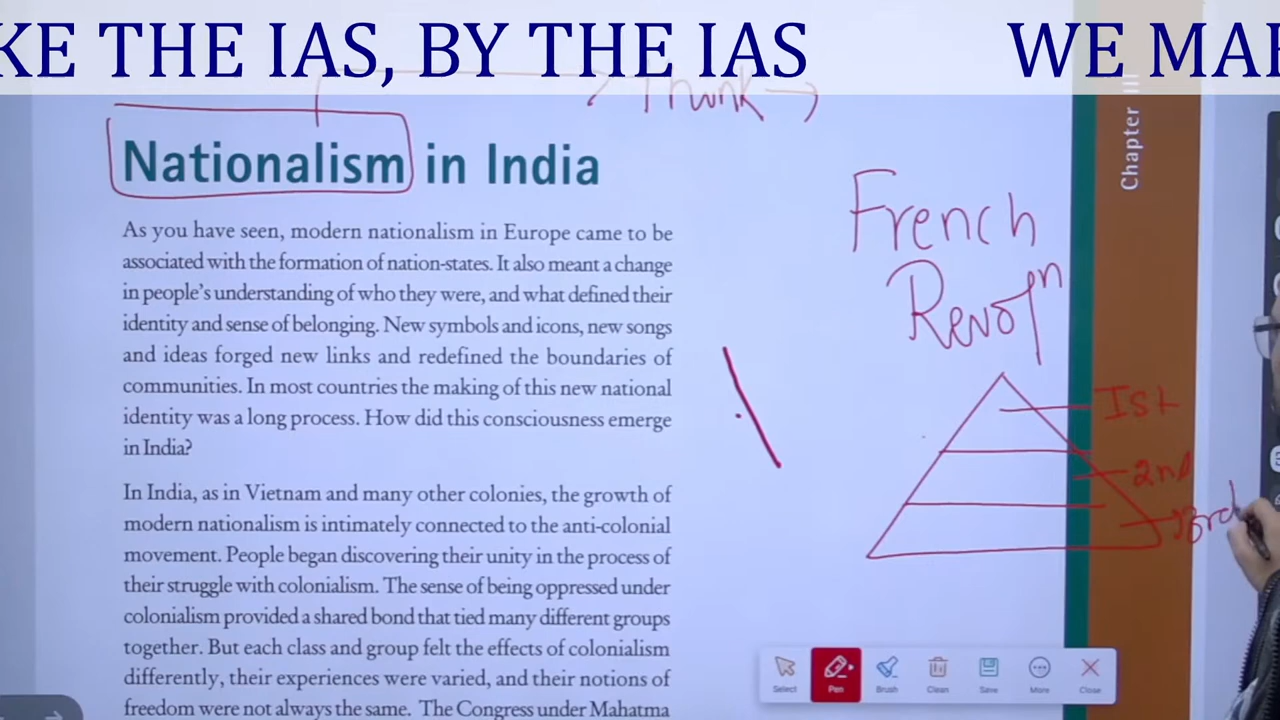 KE THE IAS, BY THE IAS WE MAK
Think
Nationalism in India
Chapter III
French
Revoln
As you have seen, modern nationalism in Europe came to be
associated with the formation of nation-states. It also meant a change
in people's understanding of who they were, and what defined their
identity and sense of belonging. New symbols and icons, new songs
and ideas forged new links and redefined the boundaries of
communities. In most countries the making of this new national
identity was a long process. How did this consciousness emerge
in India?
Ist
2nd
3rd
In India, as in Vietnam and many other colonies, the growth of
modern nationalism is intimately connected to the anti-colonial
movement. People began discovering their unity in the process of
their struggle with colonialism. The sense of being oppressed under
colonialism provided a shared bond that tied many different groups
together. But each class and group felt the effects of colonialism
differently, their experiences were varied, and their notions of
freedom were not always the same. The Congress under Mahatma
Select Pen Brush Clean Save More Close